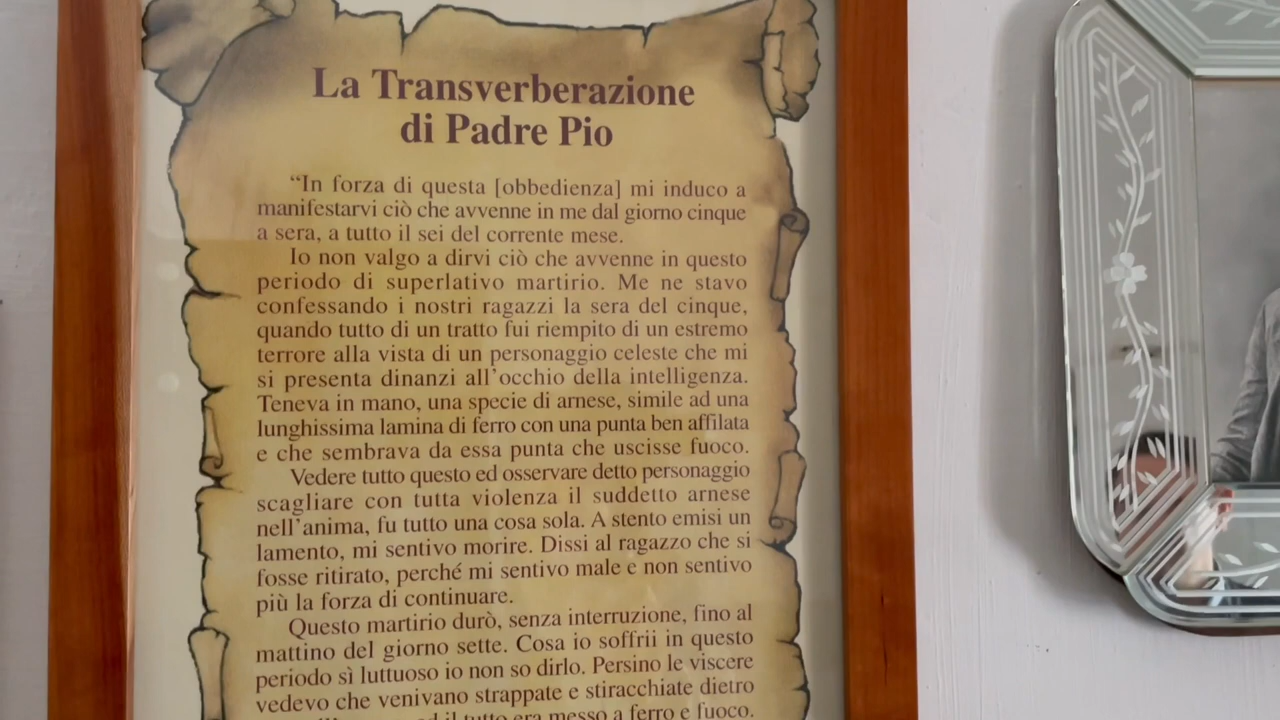 La Transverberazione
di Padre Pio
“In forza di questa [obbedienza] mi induco a
manifestarvi ciò che avvenne in me dal giorno cinque
a sera, a tutto il sei del corrente mese.
Io non valgo a dirvi ciò che avvenne in questo
periodo di superlativo martirio. Me ne stavo
confessando i nostri ragazzi la sera del cinque,
quando tutto di un tratto fui riempito di un estremo
terrore alla vista di un personaggio celeste che mi
si presenta dinanzi all’occhio della intelligenza.
Teneva in mano, una specie di arnese, simile ad una
lunghissima lamina di ferro con una punta ben affilata
e che sembrava da essa punta che uscisse fuoco.
Vedere tutto questo ed osservare detto personaggio
scagliare con tutta violenza il suddetto arnese
nell’anima, fu tutto una cosa sola. A stento emisi un
lamento, mi sentivo morire. Dissi al ragazzo che si
fosse ritirato, perché mi sentivo male e non sentivo
più la forza di continuare.
Questo martirio durò, senza interruzione, fino al
mattino del giorno sette. Cosa io soffrii in questo
periodo sì luttuoso io non so dirlo. Persino le viscere
vedevo che venivano strappate e stiracchiate dietro
ed il tutto era messo a ferro e fuoco.